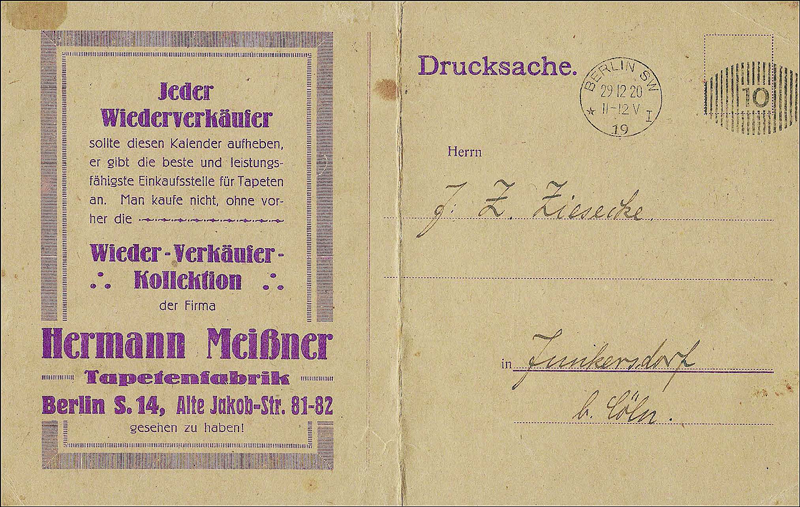 Jeder
Wiederverkäufer
sollte diesen Kalender aufheben,
er gibt die beste und leistungs-
fähigste Einkaufsstelle für Tapeten
an. Man kaufe nicht, ohne vor-
her die
Wieder-Verkäufer-
Kollektion
der Firma
Hermann Meißner
Tapetenfabrik
Berlin S. 14, Alte Jakob-Str. 81-82
gesehen zu haben!
Drucksache.
BERLIN SW
29.12.20
11-12 V
I
19
10
Herrn
J. Z. Ziesecke.
in Junkersdorf
b. Cöln.